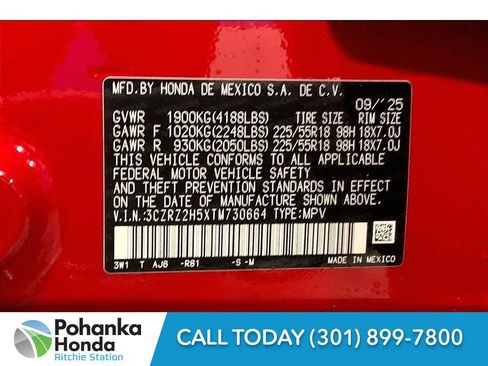 MFD.BY HONDA DE MEXICO S.A. DE C.V.
09/'25
GVWR 1900KG(4188LBS) TIRE SIZE RIM SIZE
GAWR F 1020KG(2248LBS) 225/55R18 98H 18X7.0J
GAWR R 930KG(2050LBS) 225/55R18 98H 18X7.0J
THIS VEHICLE CONFORMS TO ALL APPLICABLE
FEDERAL MOTOR VEHICLE SAFETY
AND THEFT PREVENTION STANDARDS IN EFFECT
ON THE DATE OF MANUFACTURE SHOWN ABOVE.
V.I.N.:3CZRZ2H5XTM730664 TYPE:MPV
3W1 T AJ6 -R81 -S -M MADE IN MEXICO
Pohanka
Honda
Ritchie Station
CALL TODAY (301) 899-7800